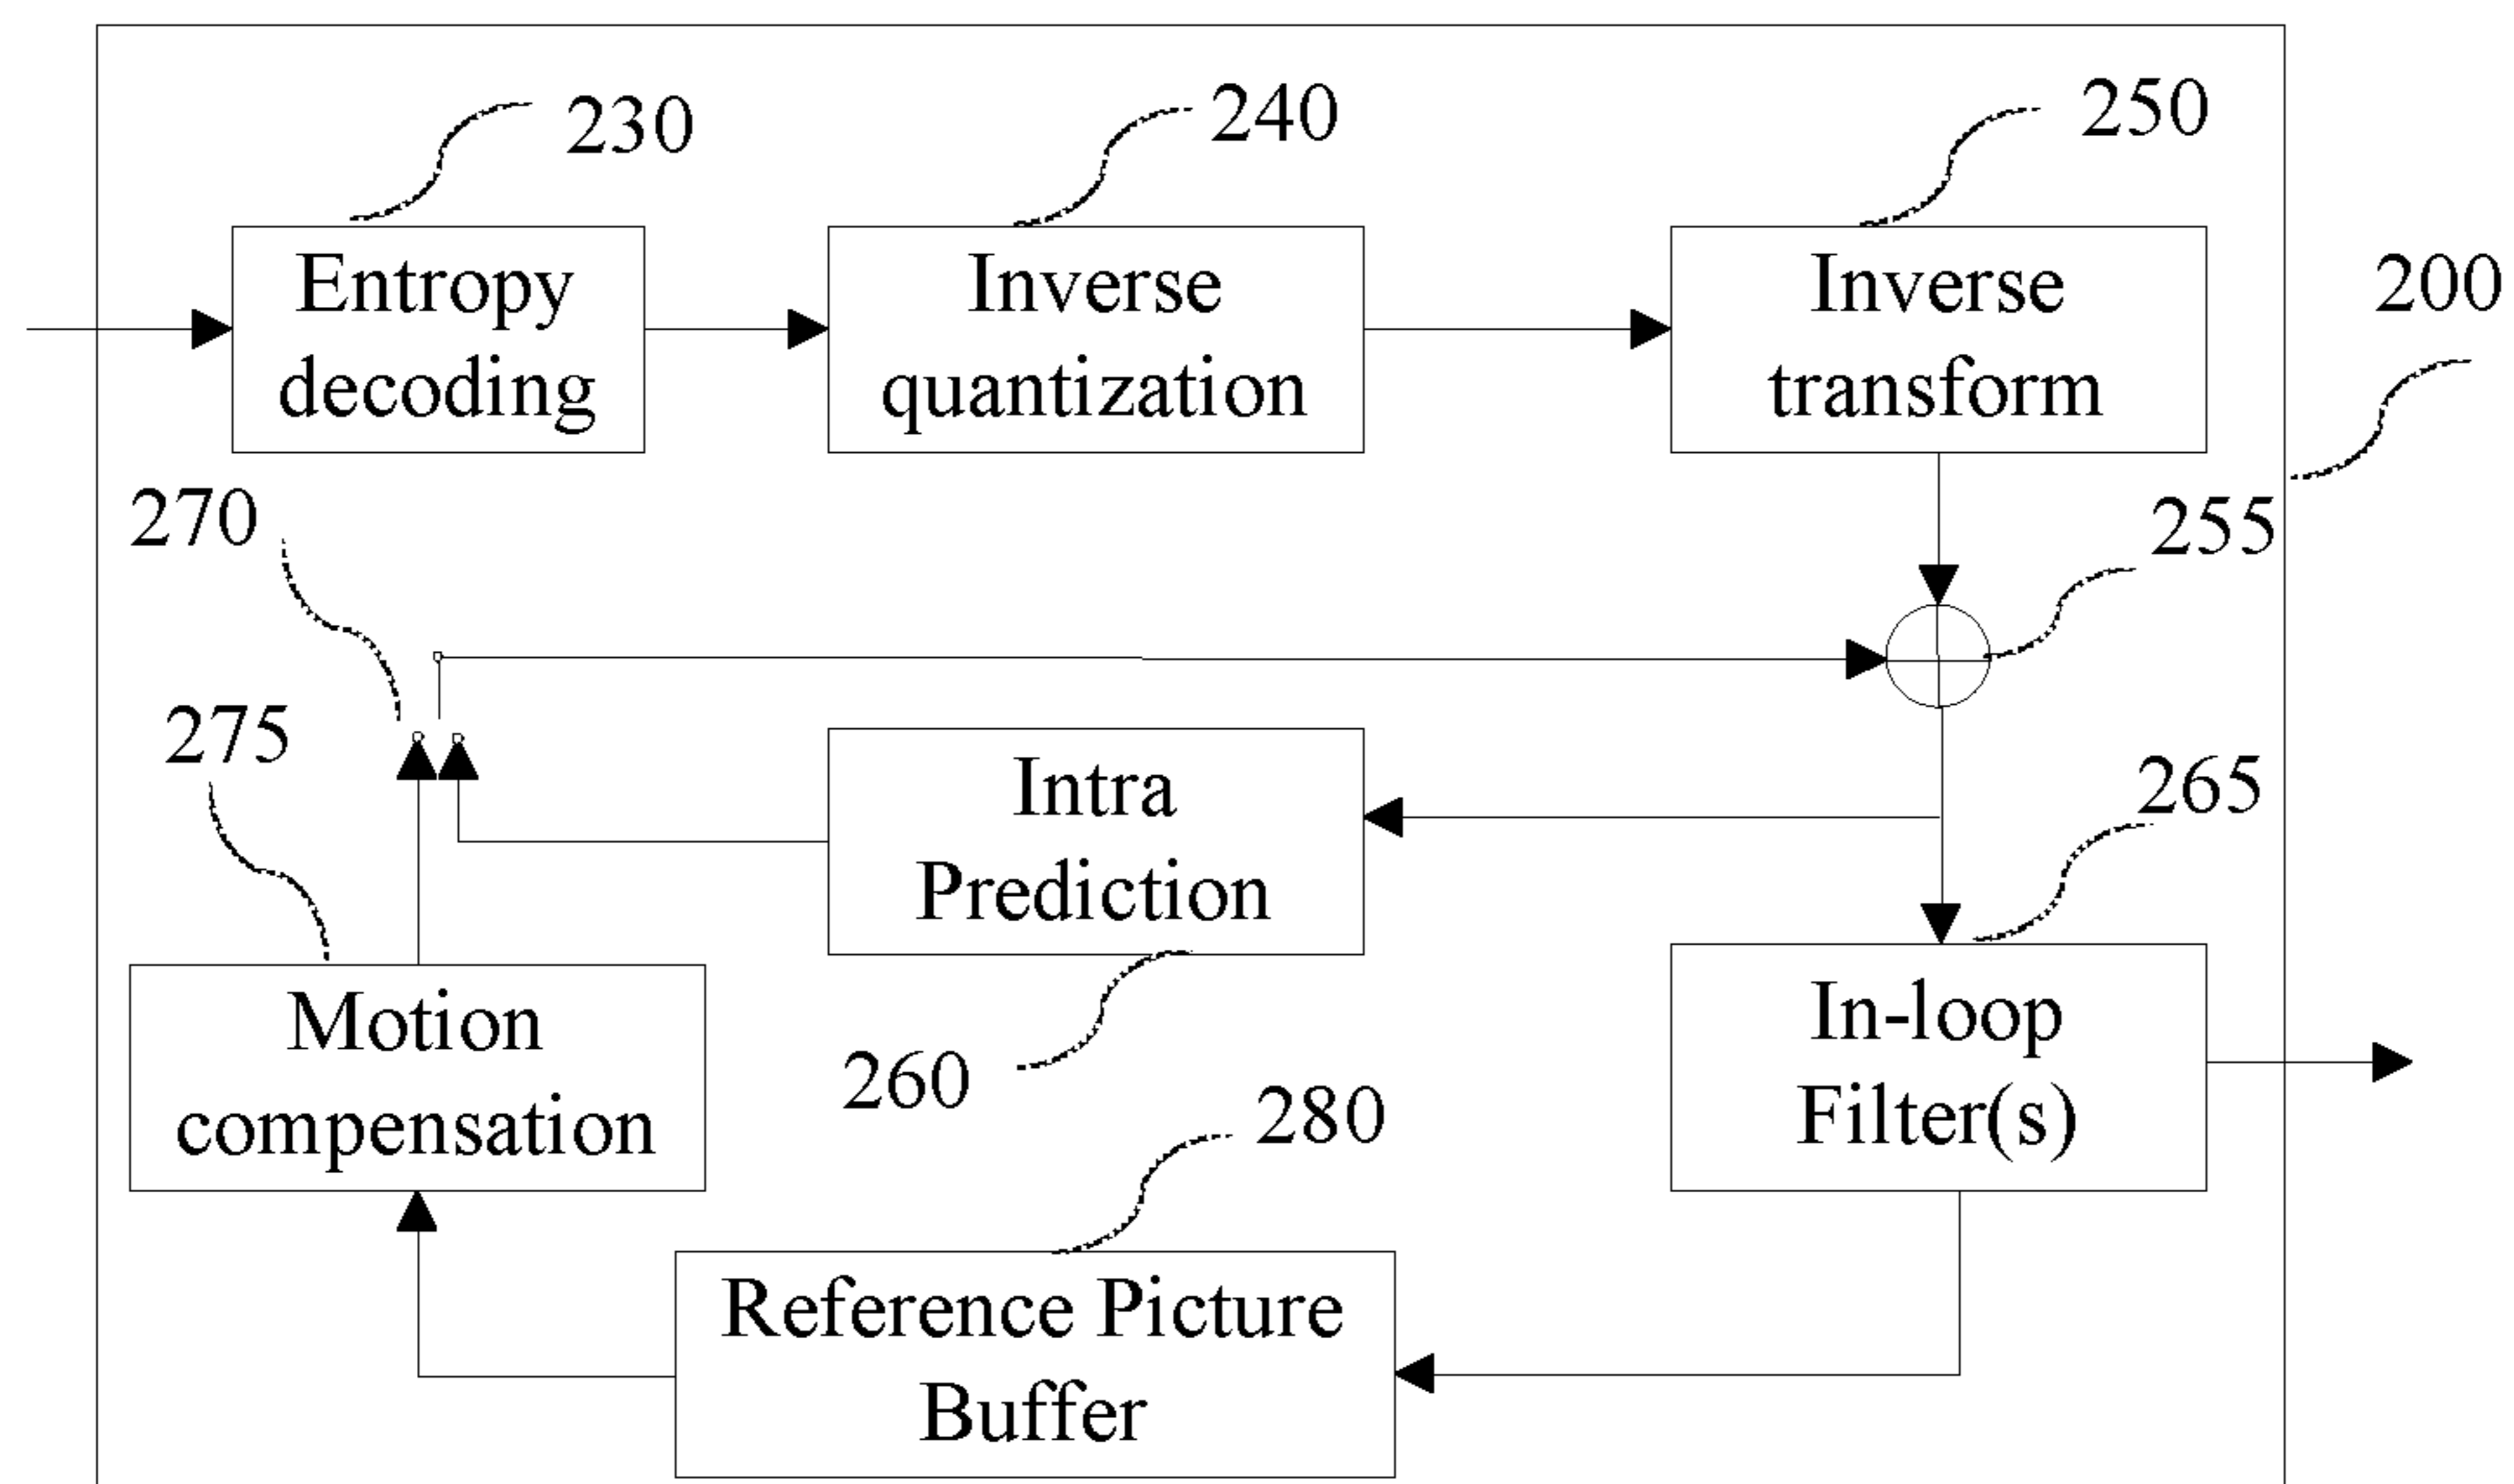 230
240
250
Entropy
decoding
Inverse
quantization
Inverse
transform
200
270
255
275
Intra
Prediction
265
Motion
compensation
260
In-loop
Filter(s)
280
Reference Picture
Buffer